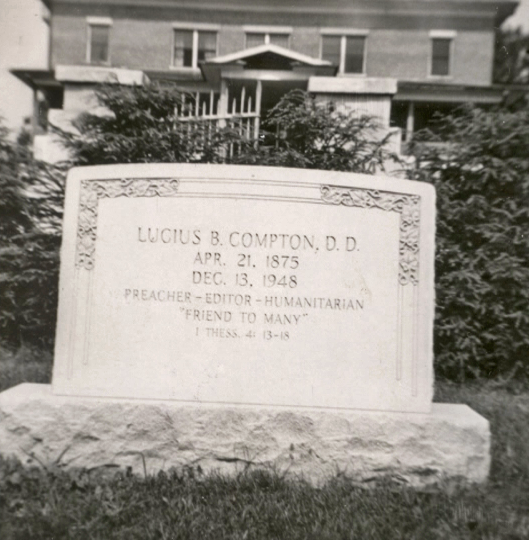 LUCIUS B. COMPTON, D. D.
APR. 21, 1875
DEC. 13, 1948
PREACHER - EDITOR - HUMANITARIAN
"FRIEND TO MANY"
I THESS. 4: 13-18